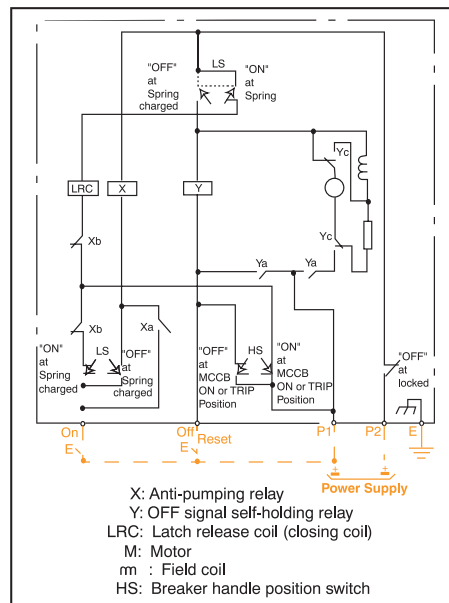 LS
"OFF"
at
Spring
charged
"ON"
at
Spring
Yc
LRC
X
Y
Xb
Yc
Ya
Ya
Xb
Xa
"ON"
at
Spring
charged
LS
"OFF"
at
Spring
charged
"OFF"
at
MCCB
ON or TRIP
Position
HS
"ON"
at
MCCB
ON or TRIP
Position
"OFF"
at
locked
On
Off
Reset
P1
P2
E
E
E
+
+
Power Supply
X: Anti-pumping relay
Y: OFF signal self-holding relay
LRC: Latch release coil (closing coil)
M: Motor
m : Field coil
HS: Breaker handle position switch